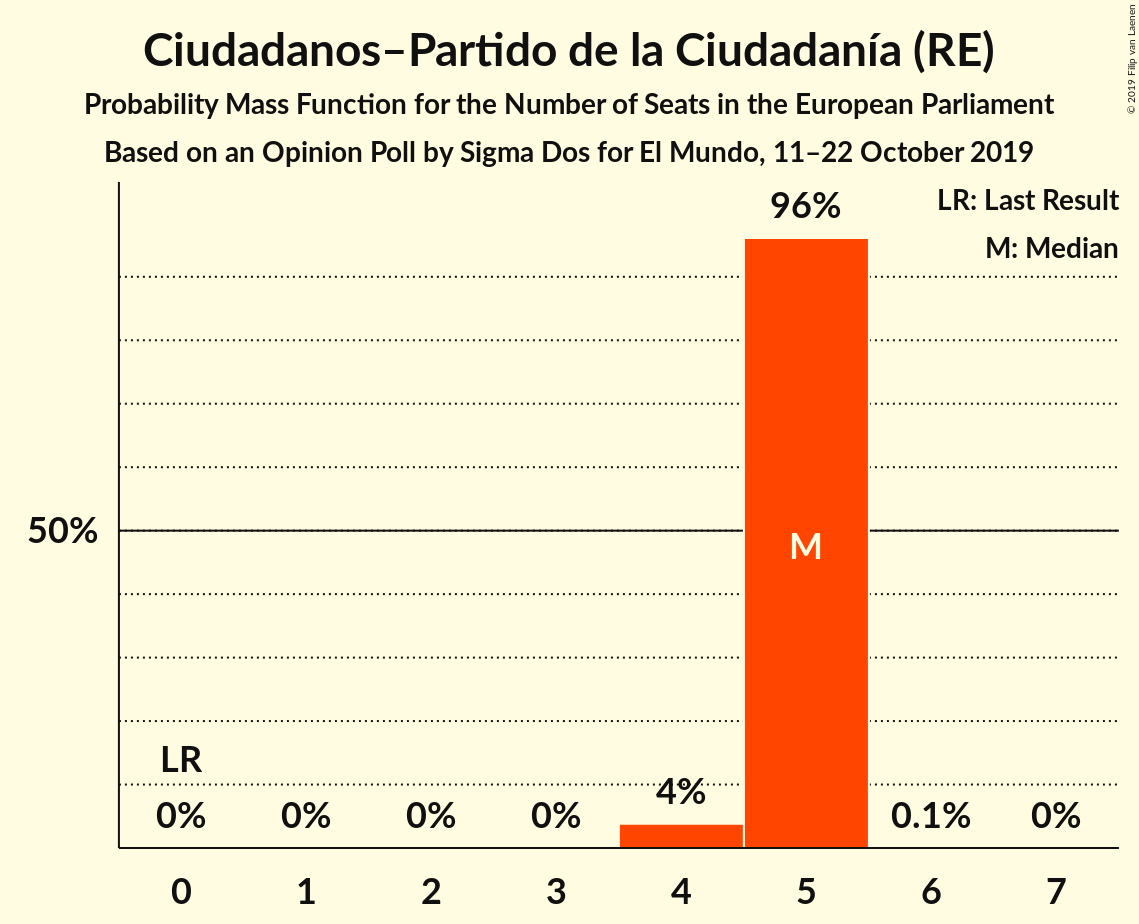 Ciudadanos–Partido de la Ciudadanía (RE)
Probability Mass Function for the Number of Seats in the European Parliament
Based on an Opinion Poll by Sigma Dos for El Mundo, 11–22 October 2019
© 2019 Filip van Laenen
LR: Last Result
M: Median
96%
50%
M
LR
0% 0% 0% 0% 4% 0.1% 0%
0 1 2 3 4 5 6 7